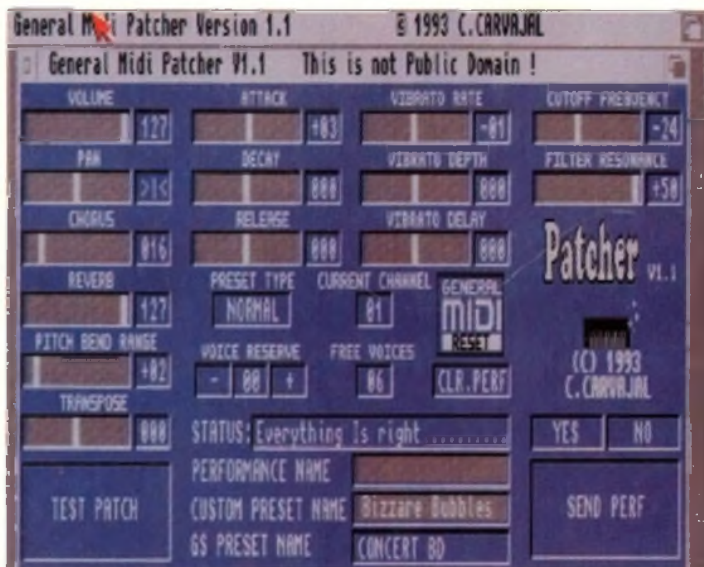 General Midi Patcher Version 1.1 © 1993 C.CARVAJAL
General Midi Patcher V1.1 This is not Public Domain !
VOLUME ATTACK VIBRATO RATE CUTOFF FREQUENCY
127 +03 -01 -24
PAN DECAY VIBRATO DEPTH FILTER RESONANCE
>|< 000 000 +50
CHORUS RELEASE VIBRATO DELAY
016 000 000
Patcher V1.1
REVERB PRESET TYPE CURRENT CHANNEL GENERAL
127 NORMAL 01 MIDI
RESET
PITCH BEND RANGE VOICE RESERVE FREE VOICES
+02 - 00 + 06 CLR.PERF
(C) 1993
C.CARVAJAL
TRANSPOSE
000 STATUS: Everything Is right ........ YES NO
PERFORMANCE NAME
TEST PATCH CUSTOM PRESET NAME Bizzare Bubbles SEND PERF
GS PRESET NAME CONCERT BD